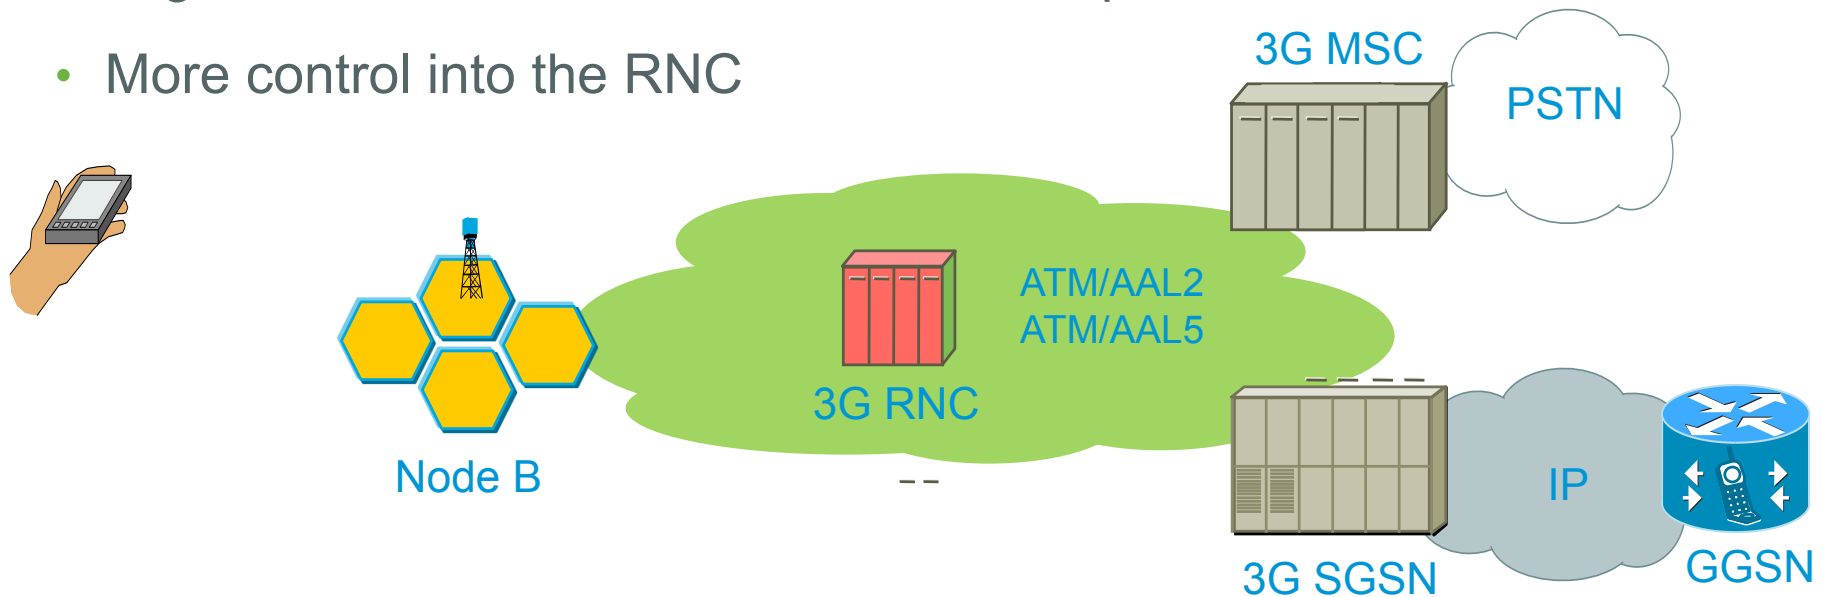 • More control into the RNC
3G MSC
PSTN
ATM/AAL2
ATM/AAL5
3G RNC
Node B
IP
3G SGSN
GGSN